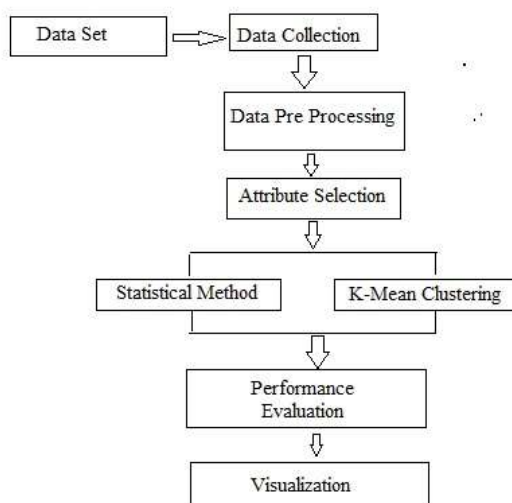 Data Set
Data Collection
Data Pre Processing
Attribute Selection
Statistical Method
K-Mean Clustering
Performance
Evaluation
Visualization